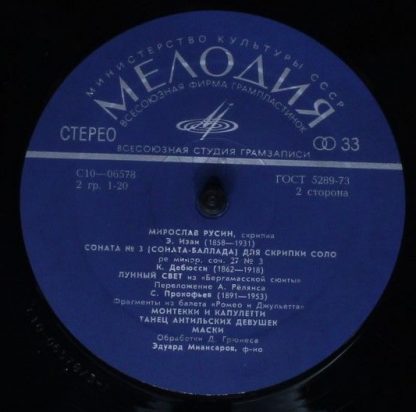 МИНИСТЕРСТВО КУЛЬТУРЫ СССР
МЕЛОДИЯ
ВСЕСОЮЗНАЯ ФИРМА ГРАМПЛАСТИНОК
СТЕРЕО
33
ВСЕСОЮЗНАЯ СТУДИЯ ГРАМЗАПИСИ
С10—06578
ГОСТ 5289-73
2 гр. 1-20
2 сторона
МИРОСЛАВ РУСИН, скрипка
Э. Изаи (1858—1931)
СОНАТА № 3 (СОНАТА-БАЛЛАДА) ДЛЯ СКРИПКИ СОЛО
ре минор, соч. 27 № 3
К. Дебюсси (1862—1918)
ЛУННЫЙ СВЕТ из «Бергамасской сюиты»
Переложение А. Рёланса
С. Прокофьев (1891—1953)
Фрагменты из балета «Ромео и Джульетта»
МОНТЕККИ И КАПУЛЕТТИ
ТАНЕЦ АНТИЛЬСКИХ ДЕВУШЕК
МАСКИ
Обработки Д. Грюнеса
Эдуард Миансаров, ф-но